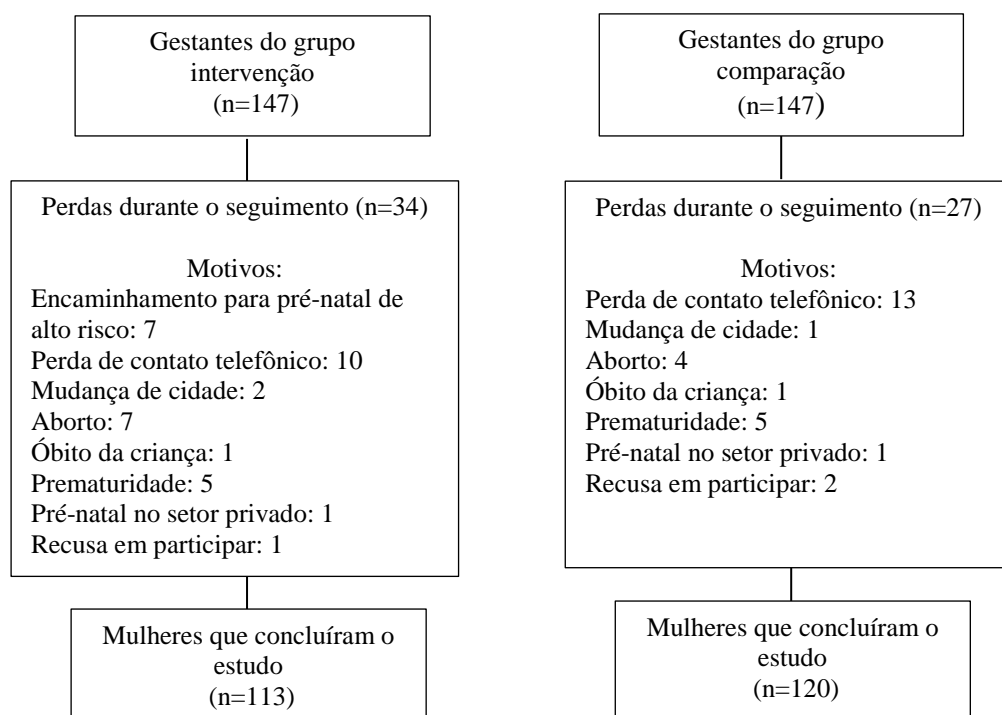 Gestantes do grupo
intervenção
(n=147)
Perdas durante o seguimento (n=34)
Motivos:
Encaminhamento para pré-natal de
alto risco: 7
Perda de contato telefônico: 10
Mudança de cidade: 2
Aborto: 7
Óbito da criança: 1
Prematuridade: 5
Pré-natal no setor privado: 1
Recusa em participar: 1
Mulheres que concluíram o
estudo
(n=113)
Gestantes do grupo
comparação
(n=147)
Perdas durante o seguimento (n=27)
Motivos:
Perda de contato telefônico: 13
Mudança de cidade: 1
Aborto: 4
Óbito da criança: 1
Prematuridade: 5
Pré-natal no setor privado: 1
Recusa em participar: 2
Mulheres que concluíram o
estudo
(n=120)